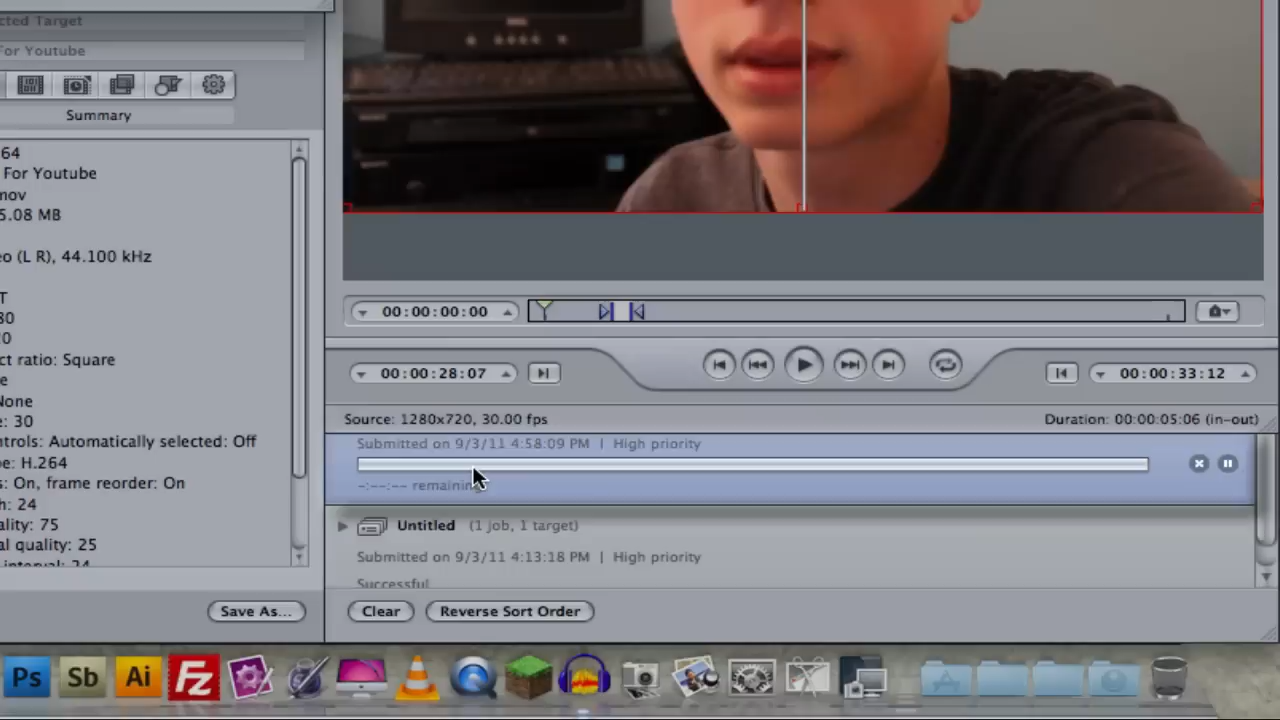 cted Target
For Youtube
Summary
64
For Youtube
mov
5.08 MB
eo (L R), 44.100 kHz
T
80
20
ct ratio: Square
e
None
e: 30
ntrols: Automatically selected: Off
pe: H.264
s: On, frame reorder: On
h: 24
ality: 75
al quality: 25
interval: 24
Save As...
00:00:00:00
00:00:28:07
00:00:33:12
Source: 1280x720, 30.00 fps
Duration: 00:00:05:06 (in-out)
Submitted on 9/3/11 4:58:09 PM | High priority
-:--:-- remaining
Untitled (1 job, 1 target)
Submitted on 9/3/11 4:13:18 PM | High priority
Successful
Clear
Reverse Sort Order
Ps
Sb
Ai
Fz